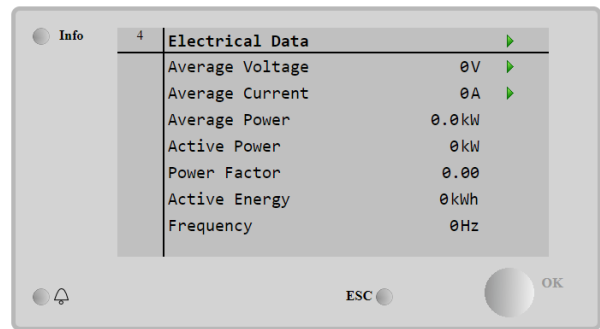 Info
4 Electrical Data
Average Voltage 0V
Average Current 0A
Average Power 0.0kW
Active Power 0kW
Power Factor 0.00
Active Energy 0kWh
Frequency 0Hz
ESC
OK